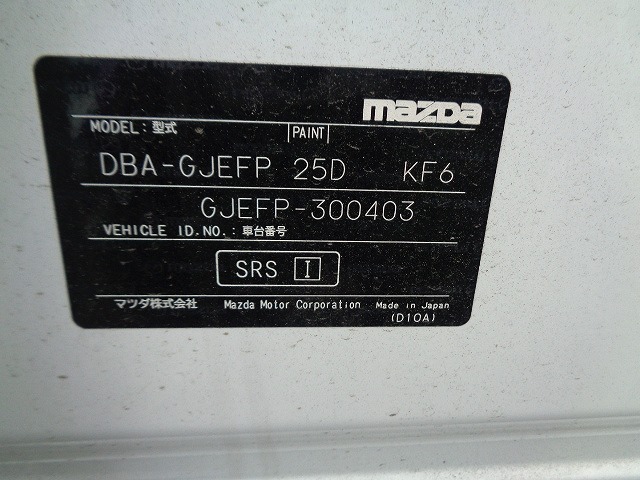 mazda
MODEL: 型式 PAINT
DBA-GJEFP 25D KF6
GJEFP-300403
VEHICLE ID.NO.: 車台番号
SRS I
マツダ株式会社 Mazda Motor Corporation Made in Japan
(D10A)